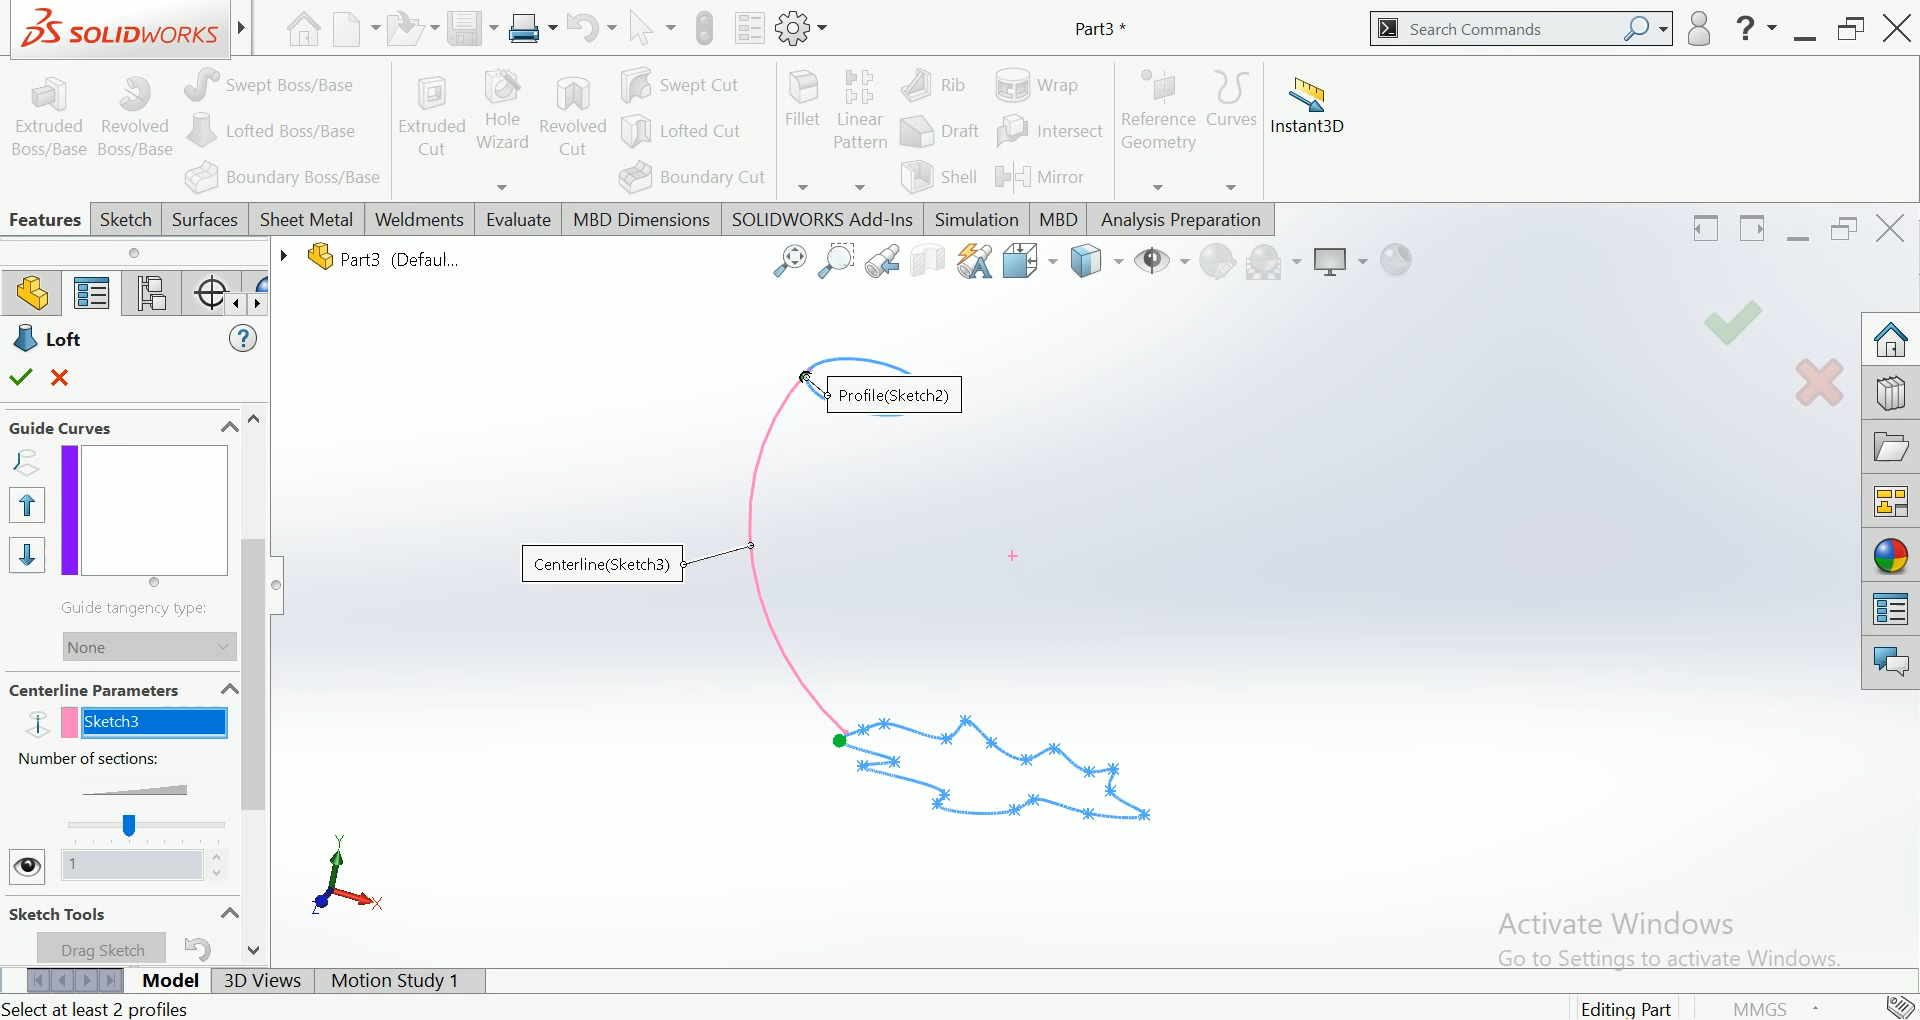 SOLIDWORKS
Part3 *
Search Commands
?
Extruded Boss/Base
Revolved Boss/Base
Swept Boss/Base
Lofted Boss/Base
Boundary Boss/Base
Extruded Cut
Hole Wizard
Revolved Cut
Swept Cut
Lofted Cut
Boundary Cut
Fillet
Linear Pattern
Rib
Draft
Shell
Wrap
Intersect
Mirror
Reference Geometry
Curves
Instant3D
Features
Sketch
Surfaces
Sheet Metal
Weldments
Evaluate
MBD Dimensions
SOLIDWORKS Add-Ins
Simulation
MBD
Analysis Preparation
Part3 (Defaul...
Loft
?
Guide Curves
Guide tangency type:
None
Centerline Parameters
Sketch3
Number of sections:
1
Sketch Tools
Drag Sketch
Profile(Sketch2)
Centerline(Sketch3)
Y
X
Z
Activate Windows
Go to Settings to activate Windows.
Model
3D Views
Motion Study 1
Select at least 2 profiles
Editing Part
MMGS